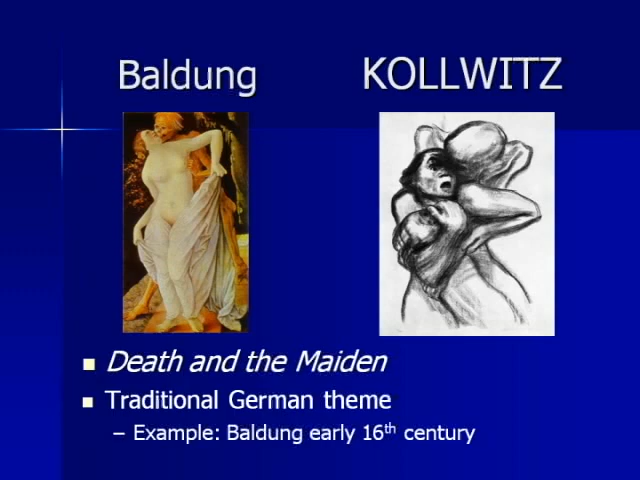 Baldung KOLLWITZ
Death and the Maiden
Traditional German theme
– Example: Baldung early 16th century